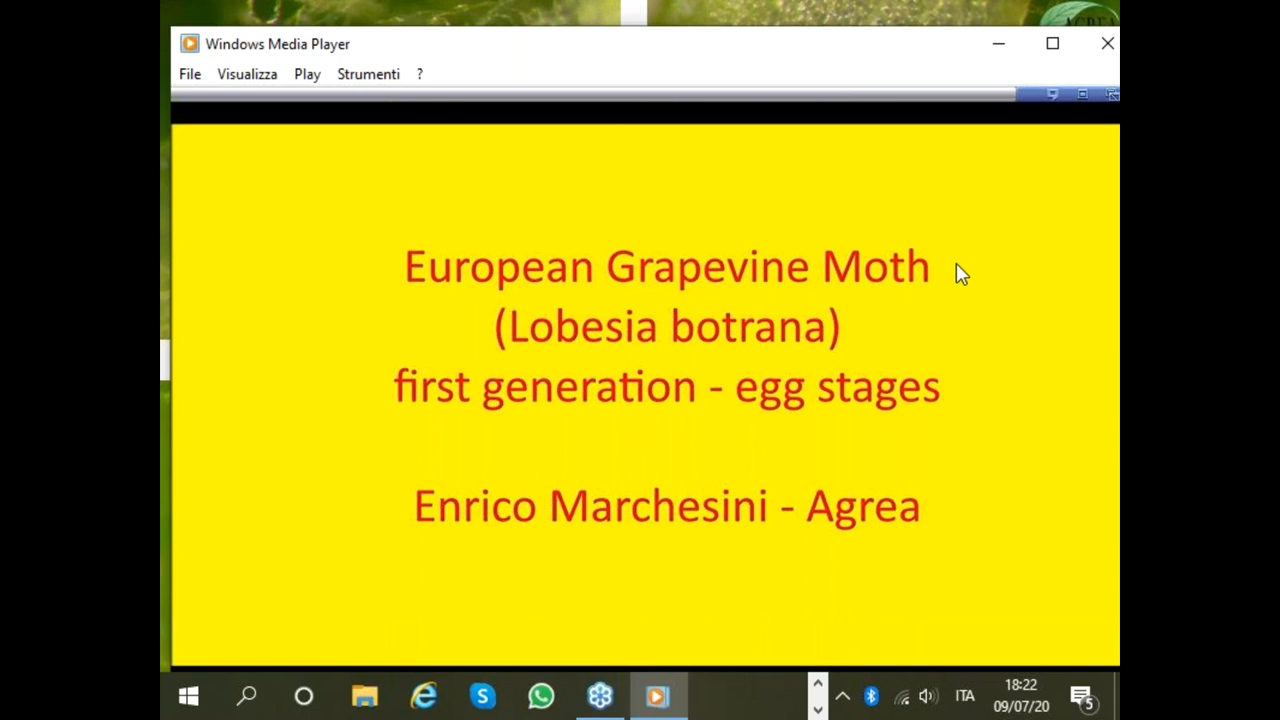 AGREA
Windows Media Player
File Visualizza Play Strumenti ?
European Grapevine Moth
(Lobesia botrana)
first generation - egg stages
Enrico Marchesini - Agrea
ITA
18:22
09/07/20
5